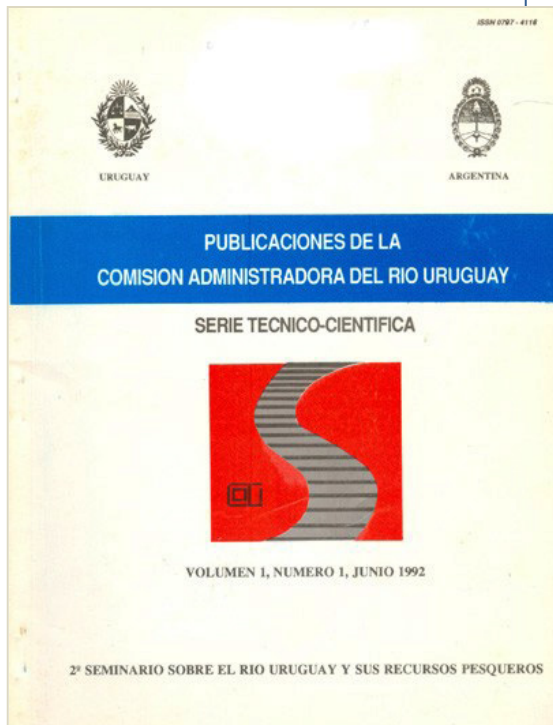 ISSN 0797 - 4116
URUGUAY
ARGENTINA
PUBLICACIONES DE LA
COMISION ADMINISTRADORA DEL RIO URUGUAY
SERIE TECNICO-CIENTIFICA
VOLUMEN 1, NUMERO 1, JUNIO 1992
2º SEMINARIO SOBRE EL RIO URUGUAY Y SUS RECURSOS PESQUEROS